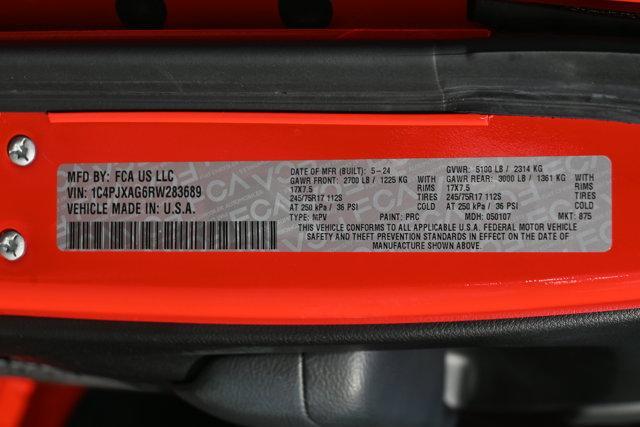 MFD BY: FCA US LLC
VIN: 1C4PJXAG6RW283689
VEHICLE MADE IN: U.S.A.
DATE OF MFR (BUILT): 5-24 GVWR: 5100 LB / 2314 KG
GAWR FRONT: 2700 LB / 1225 KG WITH GAWR REAR: 3000 LB / 1361 KG WITH
17X7.5 RIMS 17X7.5 RIMS
245/75R17 112S TIRES 245/75R17 112S TIRES
AT 250 kPa / 36 PSI COLD AT 250 kPa / 36 PSI COLD
TYPE: MPV PAINT: PRC MDH: 050107 MKT: 875
THIS VEHICLE CONFORMS TO ALL APPLICABLE U.S.A. FEDERAL MOTOR VEHICLE
SAFETY AND THEFT PREVENTION STANDARDS IN EFFECT ON THE DATE OF
MANUFACTURE SHOWN ABOVE.